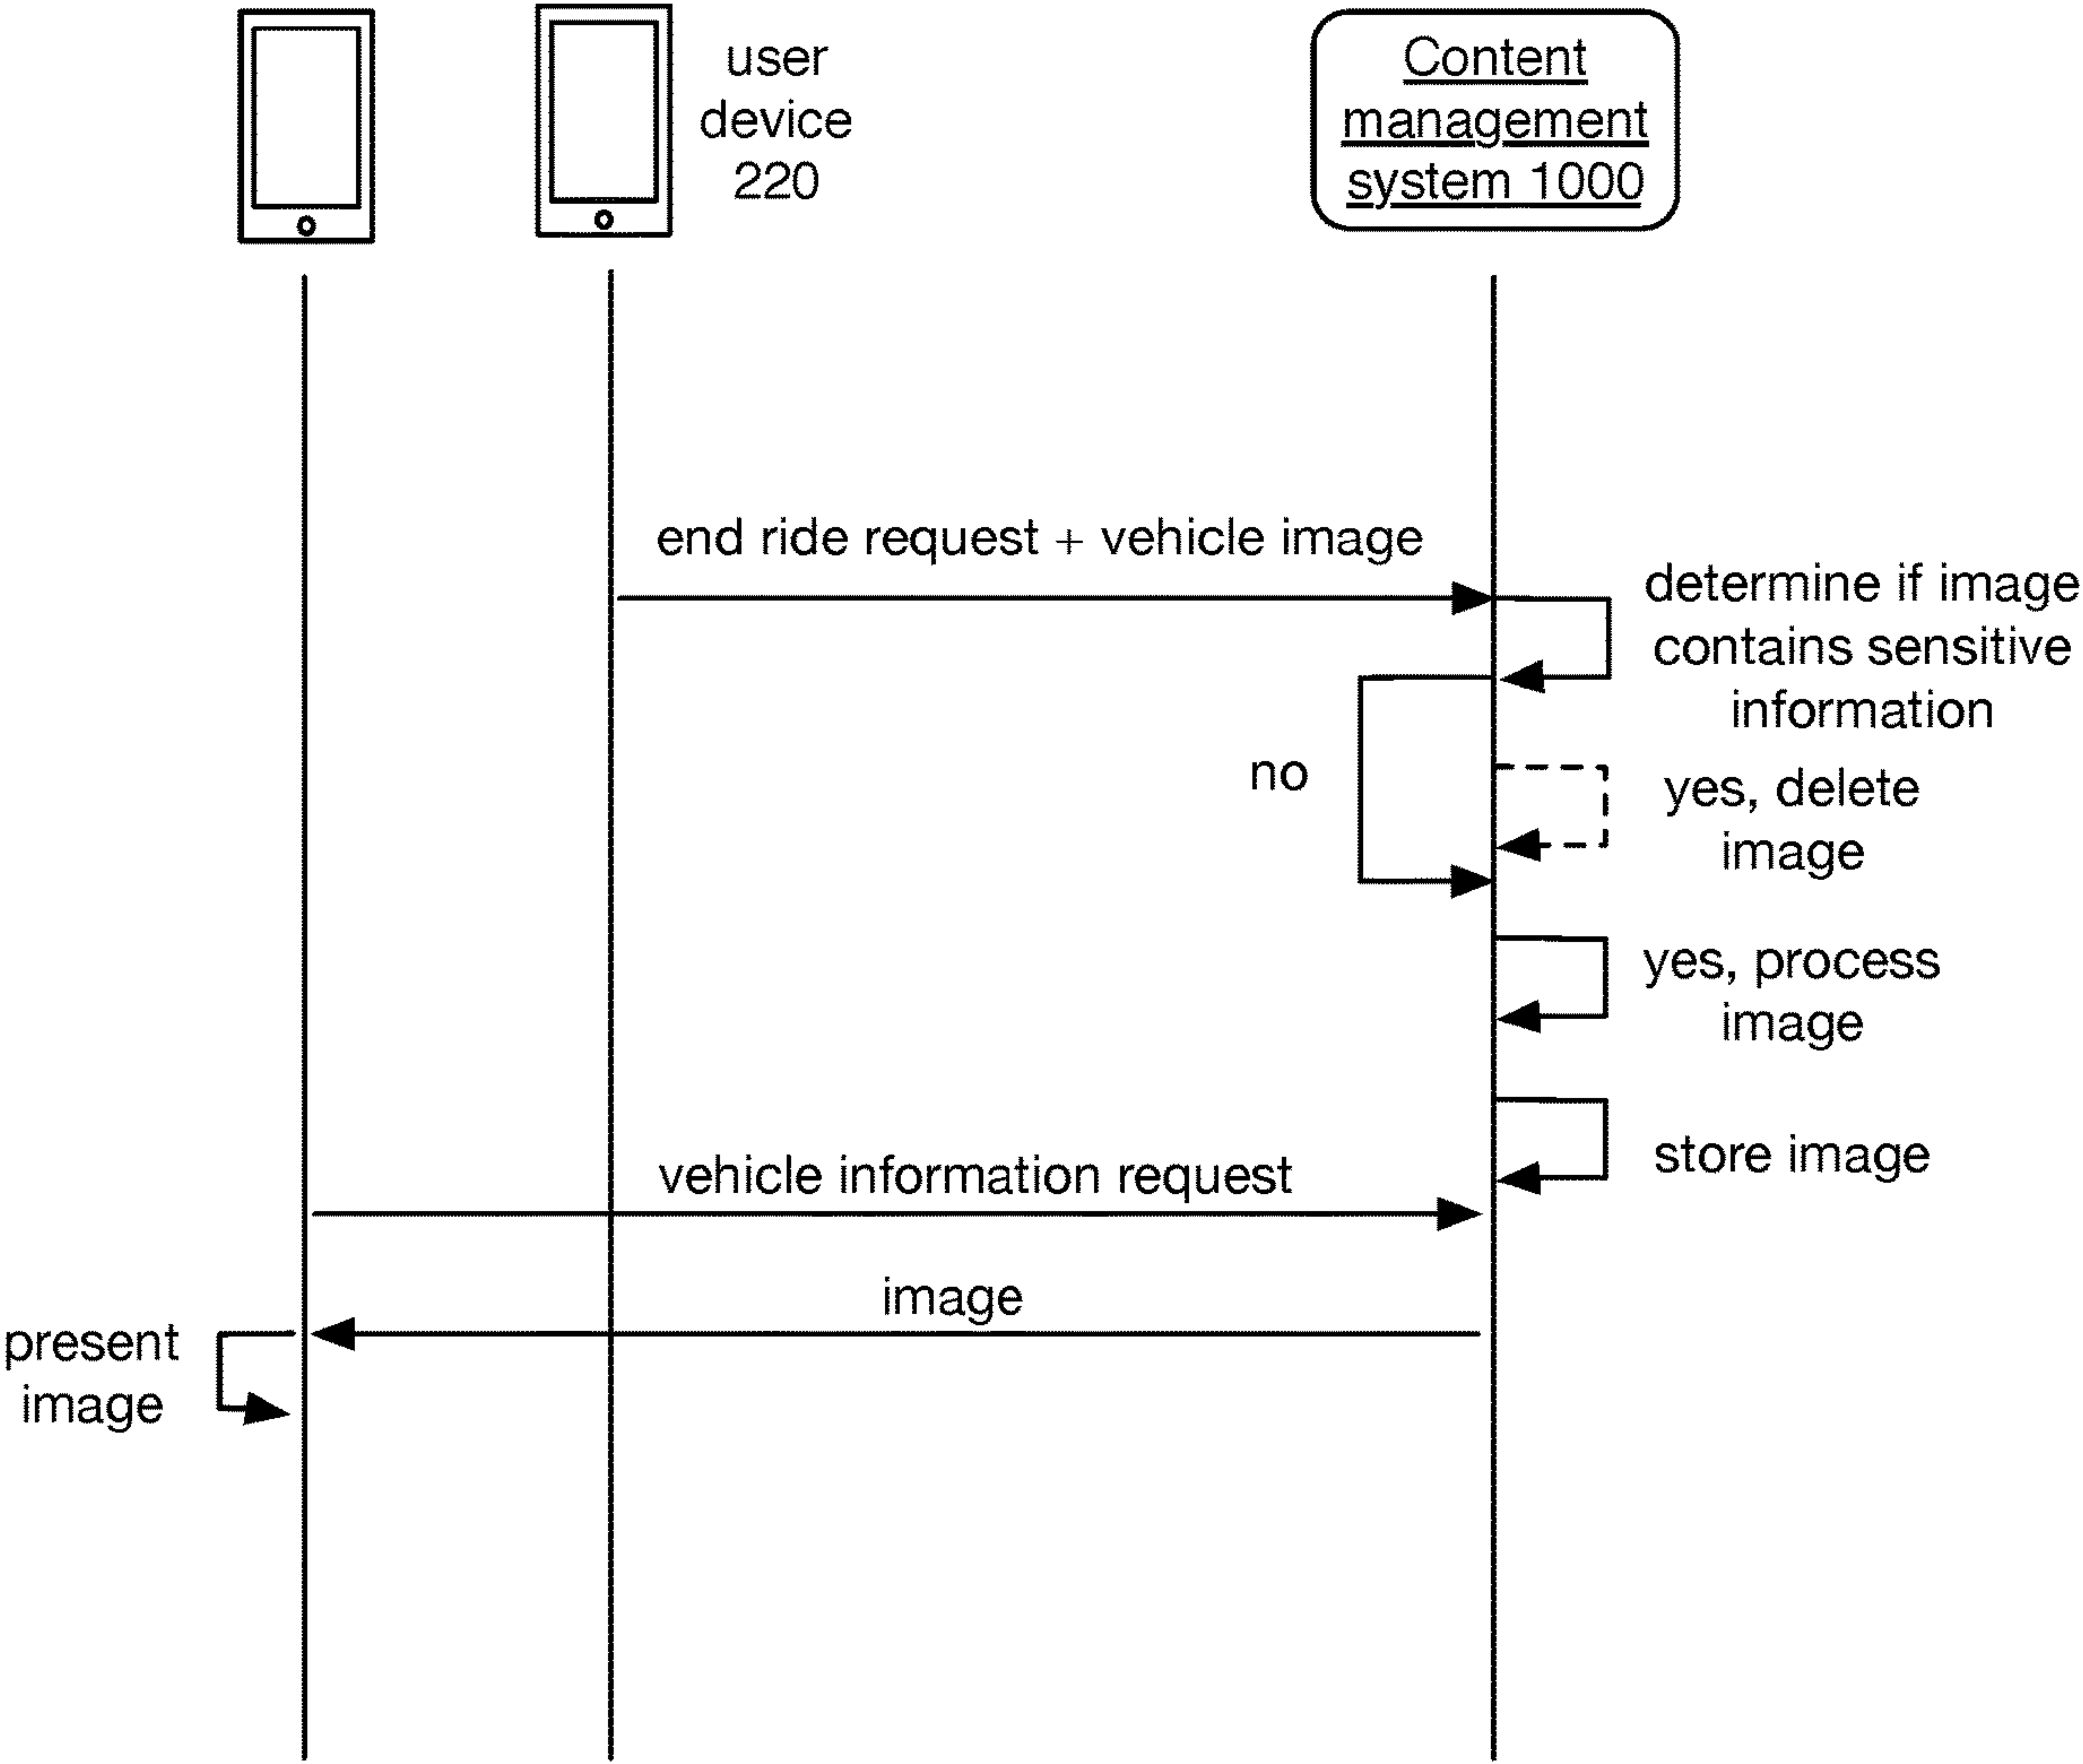 user
device
220
Content
management
system 1000
end ride request + vehicle image
determine if image
contains sensitive
information
no
yes, delete
image
yes, process
image
store image
vehicle information request
image
present
image